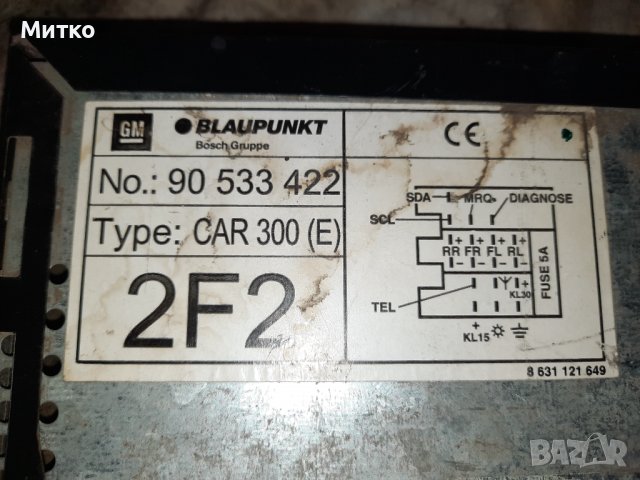 Митко
GM
BLAUPUNKT
Bosch Gruppe
CE
No.: 90 533 422
Type: CAR 300 (E)
2F2
SDA MRQ DIAGNOSE
SCL
+ + + +
RR FR FL RL
- - - -
FUSE 5A
TEL
KL30
+
KL15
8 631 121 649
BAZAR